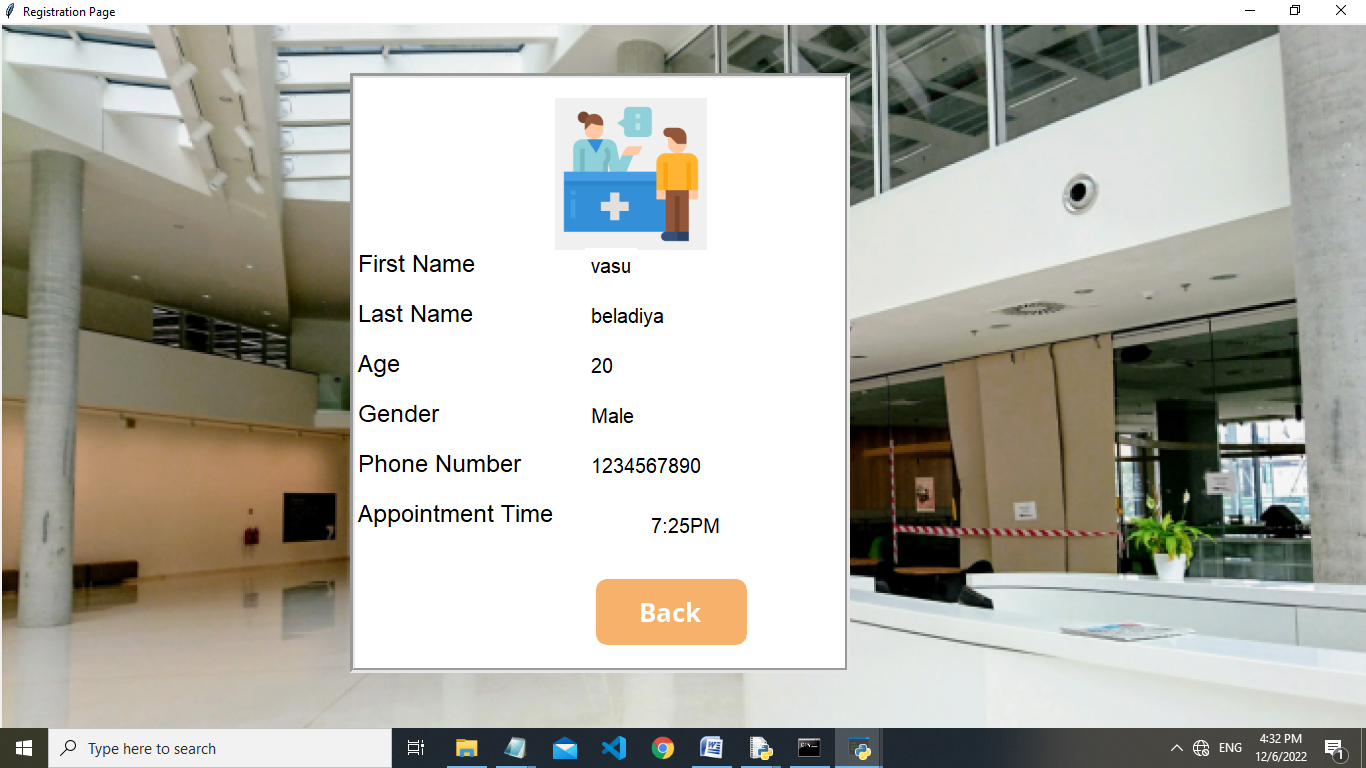 Registration Page
First Name vasu
Last Name beladiya
Age 20
Gender Male
Phone Number 1234567890
Appointment Time 7:25PM
Back
Type here to search
ENG
4:32 PM
12/6/2022
1